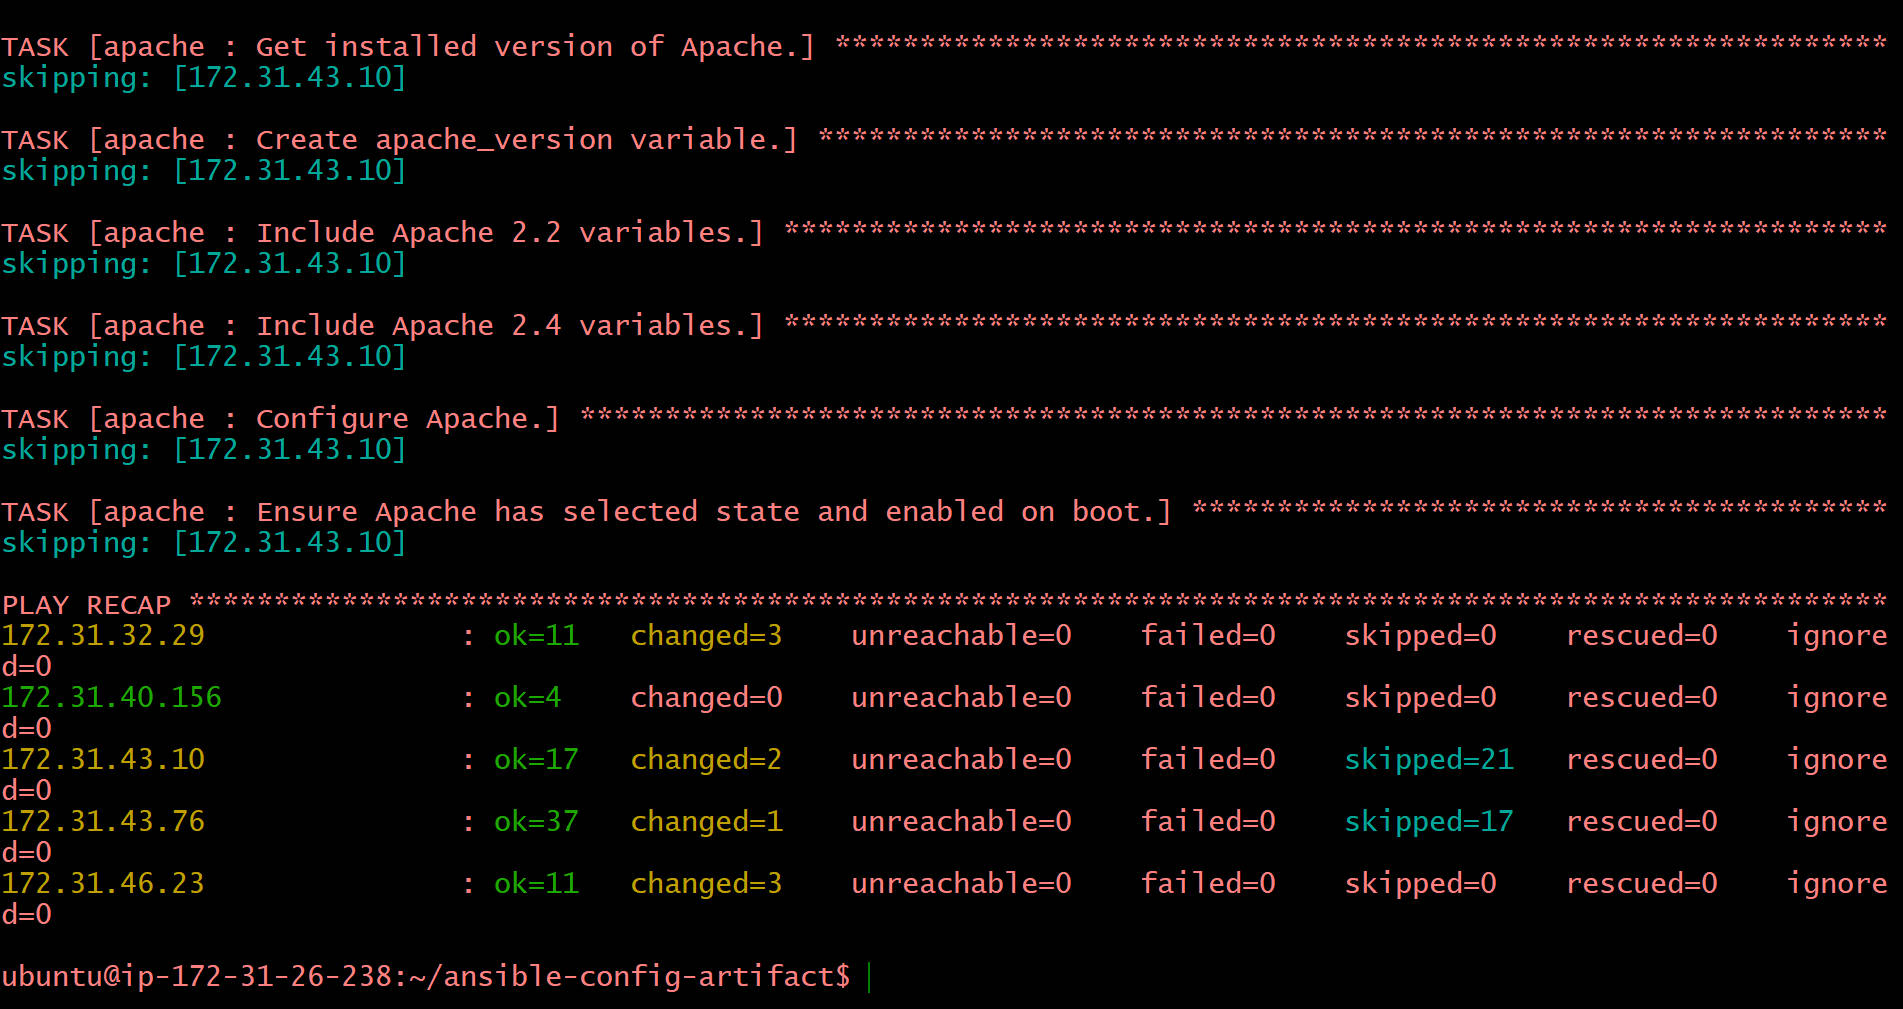 TASK [apache : Get installed version of Apache.] **************************************************************
skipping: [172.31.43.10]
TASK [apache : Create apache_version variable.] ***************************************************************
skipping: [172.31.43.10]
TASK [apache : Include Apache 2.2 variables.] *****************************************************************
skipping: [172.31.43.10]
TASK [apache : Include Apache 2.4 variables.] *****************************************************************
skipping: [172.31.43.10]
TASK [apache : Configure Apache.] *****************************************************************************
skipping: [172.31.43.10]
TASK [apache : Ensure Apache has selected state and enabled on boot.] *****************************************
skipping: [172.31.43.10]
PLAY RECAP ****************************************************************************************************
172.31.32.29               : ok=11   changed=3    unreachable=0    failed=0    skipped=0    rescued=0    ignore
d=0
172.31.40.156              : ok=4    changed=0    unreachable=0    failed=0    skipped=0    rescued=0    ignore
d=0
172.31.43.10               : ok=17   changed=2    unreachable=0    failed=0    skipped=21   rescued=0    ignore
d=0
172.31.43.76               : ok=37   changed=1    unreachable=0    failed=0    skipped=17   rescued=0    ignore
d=0
172.31.46.23               : ok=11   changed=3    unreachable=0    failed=0    skipped=0    rescued=0    ignore
d=0
ubuntu@ip-172-31-26-238:~/ansible-config-artifact$